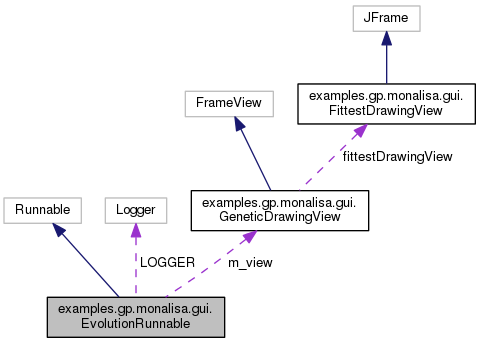 JFrame
FrameView
examples.gp.monalisa.gui.
FittestDrawingView
fittestDrawingView
Runnable
Logger
examples.gp.monalisa.gui.
GeneticDrawingView
LOGGER
m_view
examples.gp.monalisa.gui.
EvolutionRunnable